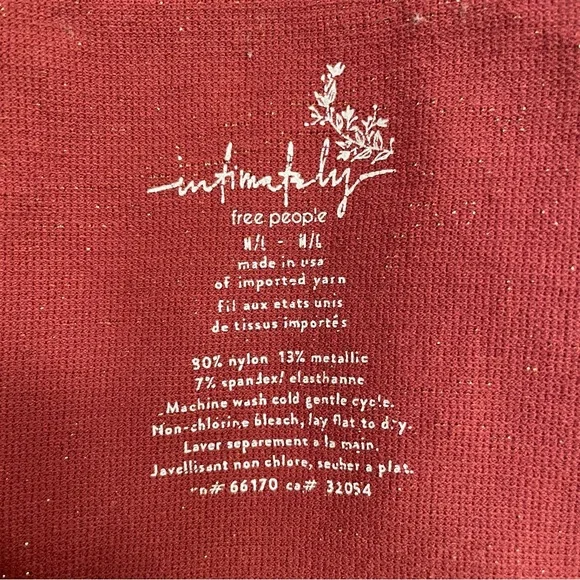 intimately
free people
M/L - M/G
made in usa
of imported yarn
fil aux etats unis
de tissus importés
80% nylon 13% metallic
7% spandex/ elasthanne
Machine wash cold gentle cycle.
Non-chlorine bleach, lay flat to dry.
Laver separement a la main.
Javellisant non chlore, secher a plat.
rn# 66170 ca# 32054